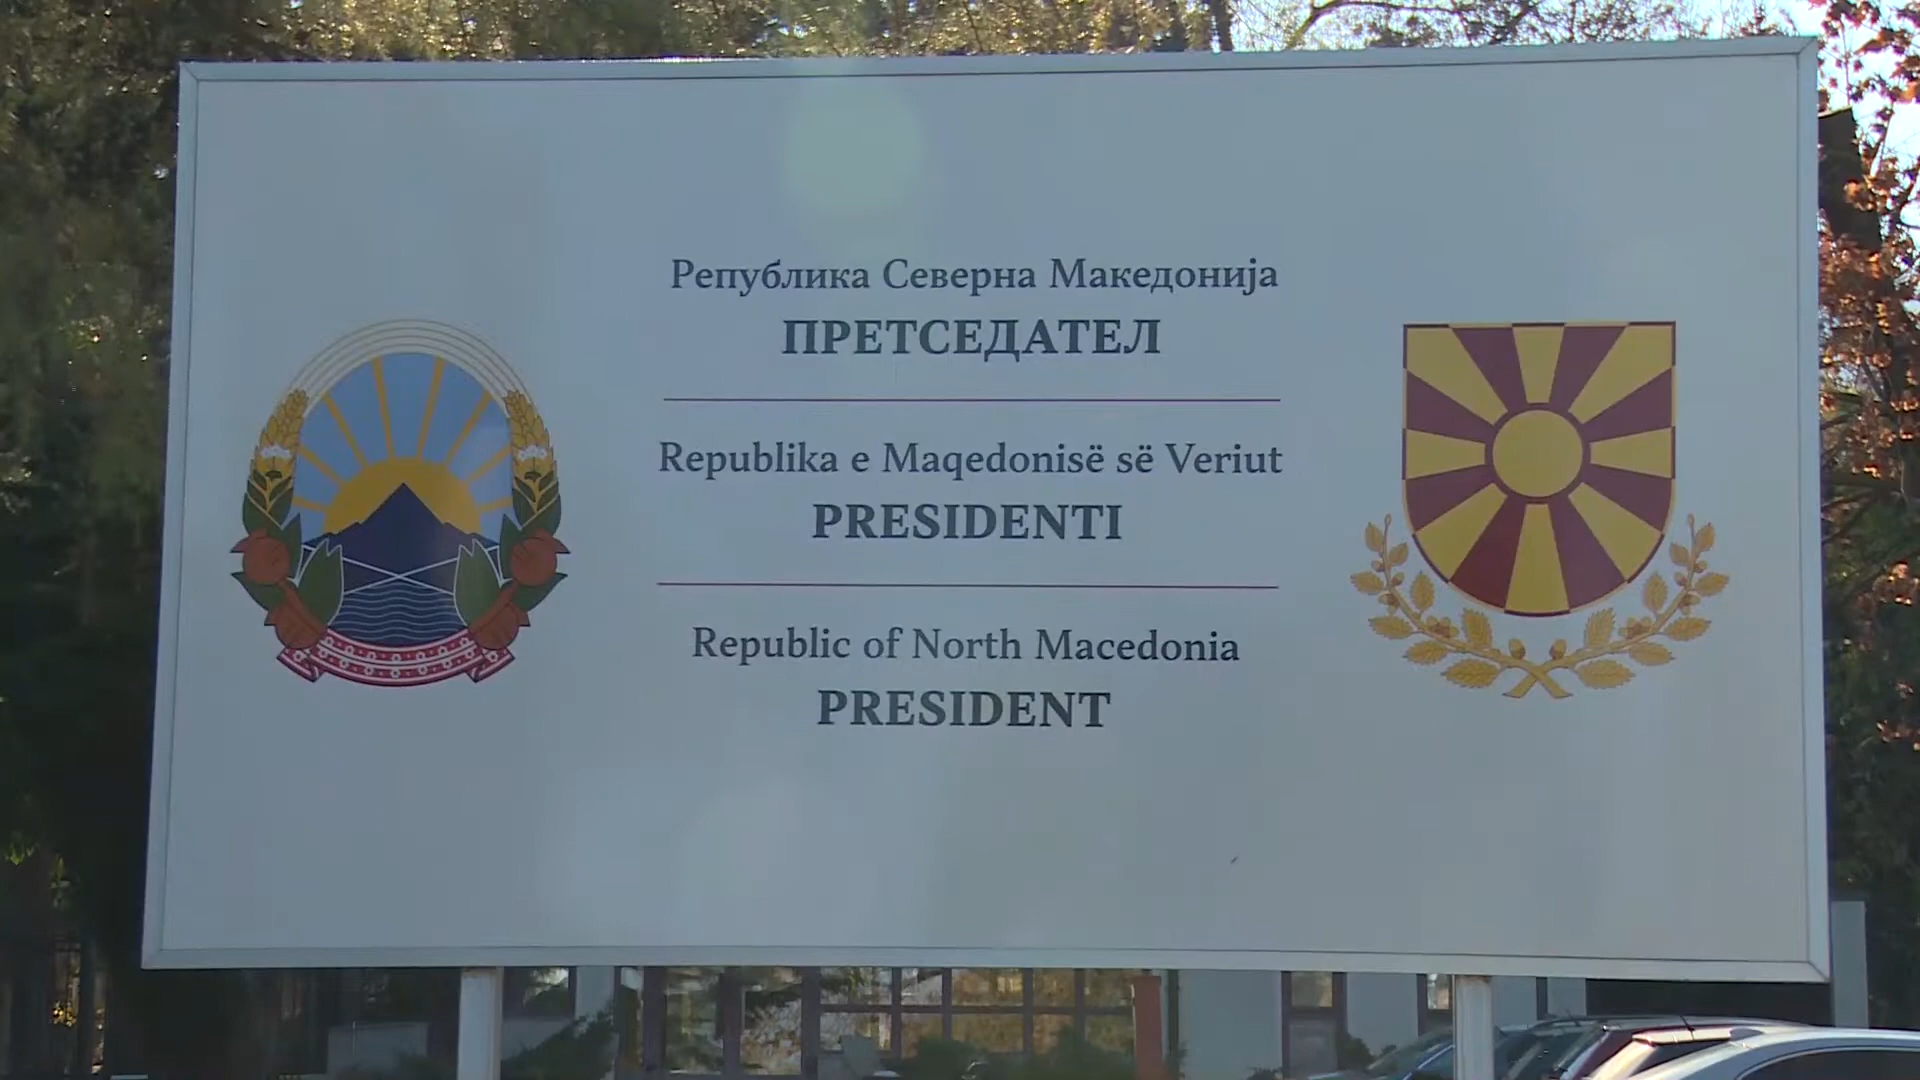 Република Северна Македонија
ПРЕТСЕДАТЕЛ
Republika e Maqedonisë së Veriut
PRESIDENTI
Republic of North Macedonia
PRESIDENT